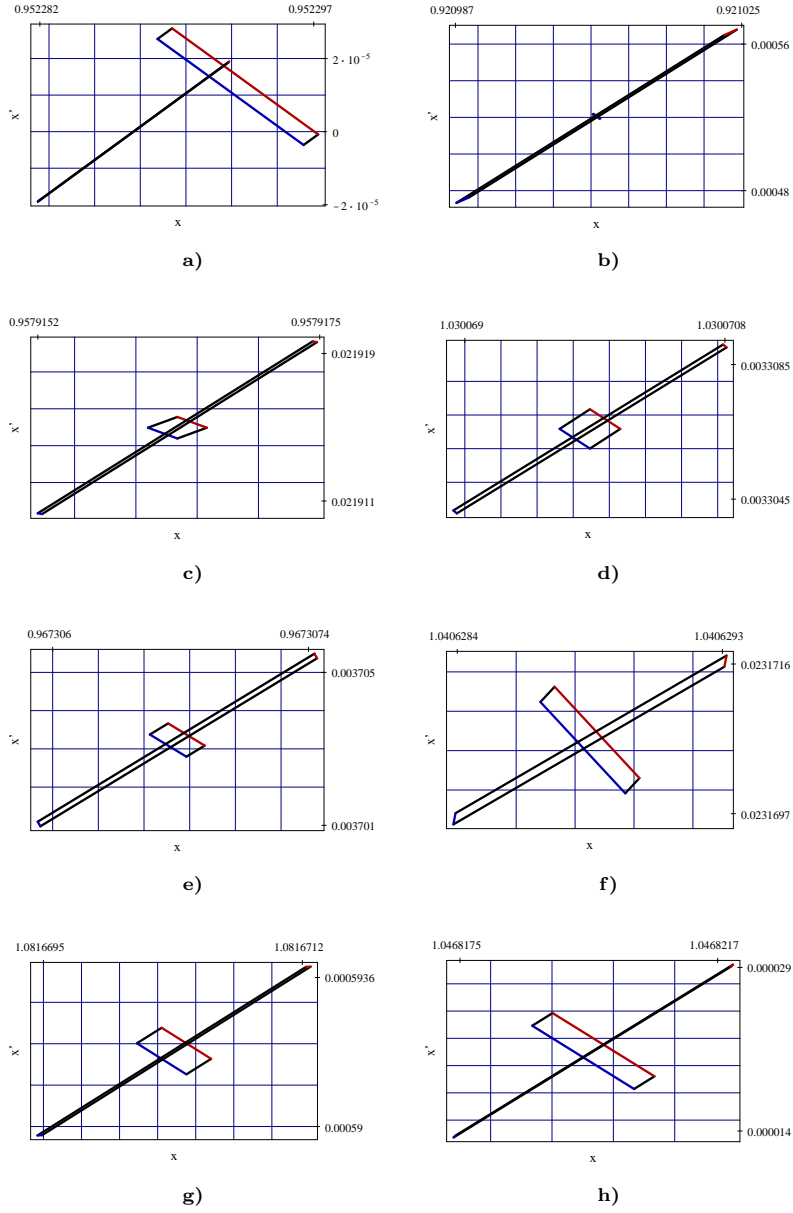 0.952282 0.952297
2·10⁻⁵
x'
0
−2·10⁻⁵
x
a)
0.920987 0.921025
0.00056
x'
0.00048
x
b)
0.9579152 0.9579175
0.021919
x'
0.021911
x
c)
1.030069 1.0300708
0.0033085
x'
0.0033045
x
d)
0.967306 0.9673074
0.003705
x'
0.003701
x
e)
1.0406284 1.0406293
0.0231716
x'
0.0231697
x
f)
1.0816695 1.0816712
0.0005936
x'
0.00059
x
g)
1.0468175 1.0468217
0.000029
x'
0.000014
x
h)